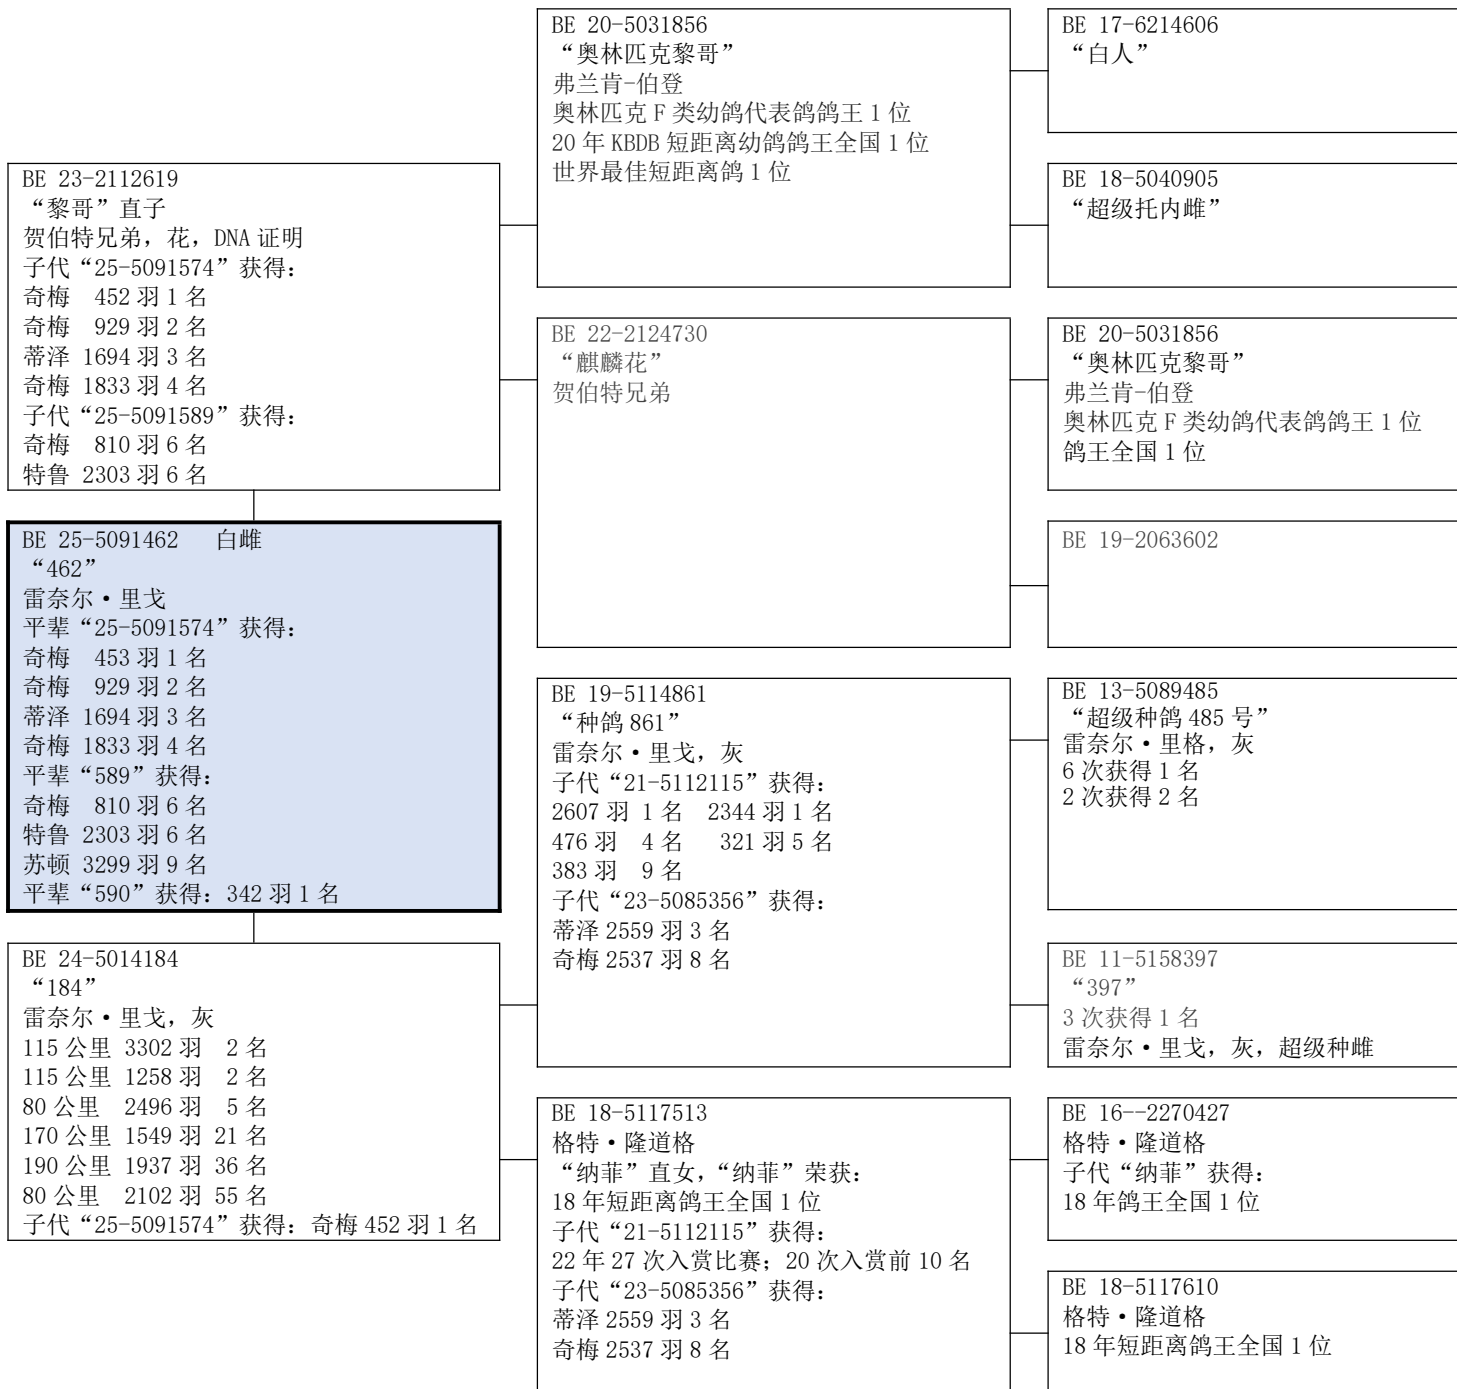 BE 23-2112619
“黎哥”直子
贺伯特兄弟，花，DNA 证明
子代“25-5091574”获得：
奇梅 452 羽 1 名
奇梅 929 羽 2 名
蒂泽 1694 羽 3 名
奇梅 1833 羽 4 名
子代“25-5091589”获得：
奇梅 810 羽 6 名
特鲁 2303 羽 6 名
BE 25-5091462 白雌
“462”
雷奈尔·里戈
平辈“25-5091574”获得：
奇梅 453 羽 1 名
奇梅 929 羽 2 名
蒂泽 1694 羽 3 名
奇梅 1833 羽 4 名
平辈“589”获得：
奇梅 810 羽 6 名
特鲁 2303 羽 6 名
苏顿 3299 羽 9 名
平辈“590”获得：342 羽 1 名
BE 24-5014184
“184”
雷奈尔·里戈，灰
115 公里 3302 羽 2 名
115 公里 1258 羽 2 名
80 公里 2496 羽 5 名
170 公里 1549 羽 21 名
190 公里 1937 羽 36 名
80 公里 2102 羽 55 名
子代“25-5091574”获得：奇梅 452 羽 1 名
BE 20-5031856
“奥林匹克黎哥”
弗兰肯-伯登
奥林匹克 F 类幼鸽代表鸽鸽王 1 位
20 年 KBDB 短距离幼鸽鸽王全国 1 位
世界最佳短距离鸽 1 位
BE 22-2124730
“麒麟花”
贺伯特兄弟
BE 19-5114861
“种鸽 861”
雷奈尔·里戈，灰
子代“21-5112115”获得：
2607 羽 1 名 2344 羽 1 名
476 羽 4 名 321 羽 5 名
383 羽 9 名
子代“23-5085356”获得：
蒂泽 2559 羽 3 名
奇梅 2537 羽 8 名
BE 18-5117513
格特·隆道格
“纳菲”直女，“纳菲”荣获：
18 年短距离鸽王全国 1 位
子代“21-5112115”获得：
22 年 27 次入赏比赛；20 次入赏前 10 名
子代“23-5085356”获得：
蒂泽 2559 羽 3 名
奇梅 2537 羽 8 名
BE 17-6214606
“白人”
BE 18-5040905
“超级托内雌”
BE 20-5031856
“奥林匹克黎哥”
弗兰肯-伯登
奥林匹克 F 类幼鸽代表鸽鸽王 1 位
鸽王全国 1 位
BE 19-2063602
BE 13-5089485
“超级种鸽 485 号”
雷奈尔·里格，灰
6 次获得 1 名
2 次获得 2 名
BE 11-5158397
“397”
3 次获得 1 名
雷奈尔·里戈，灰，超级种雌
BE 16--2270427
格特·隆道格
子代“纳菲”获得：
18 年鸽王全国 1 位
BE 18-5117610
格特·隆道格
18 年短距离鸽王全国 1 位